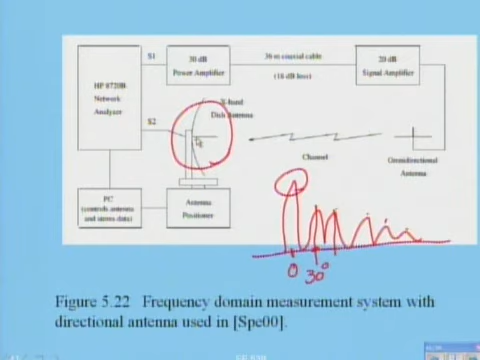 S1
30 dB
Power Amplifier
36 m coaxial cable
(18 dB loss)
20 dB
Signal Amplifier
HP 8720B
Network
Analyzer
X-band
Dish Antenna
S2
Channel
Omnidirectional
Antenna
PC
(controls antenna
and stores data)
Antenna
Positioner
0 30°
Figure 5.22 Frequency domain measurement system with
directional antenna used in [Spe00].